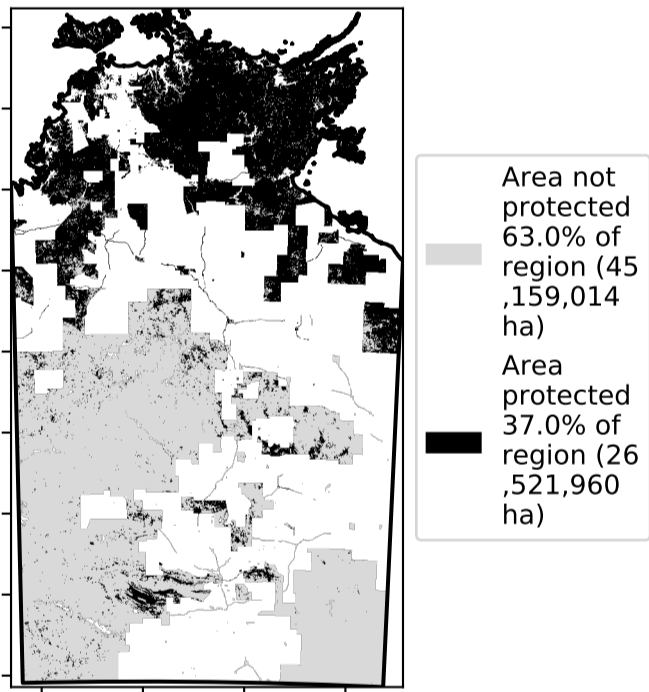 Area not
protected
63.0% of
region (45
,159,014
ha)
Area
protected
37.0% of
region (26
,521,960
ha)